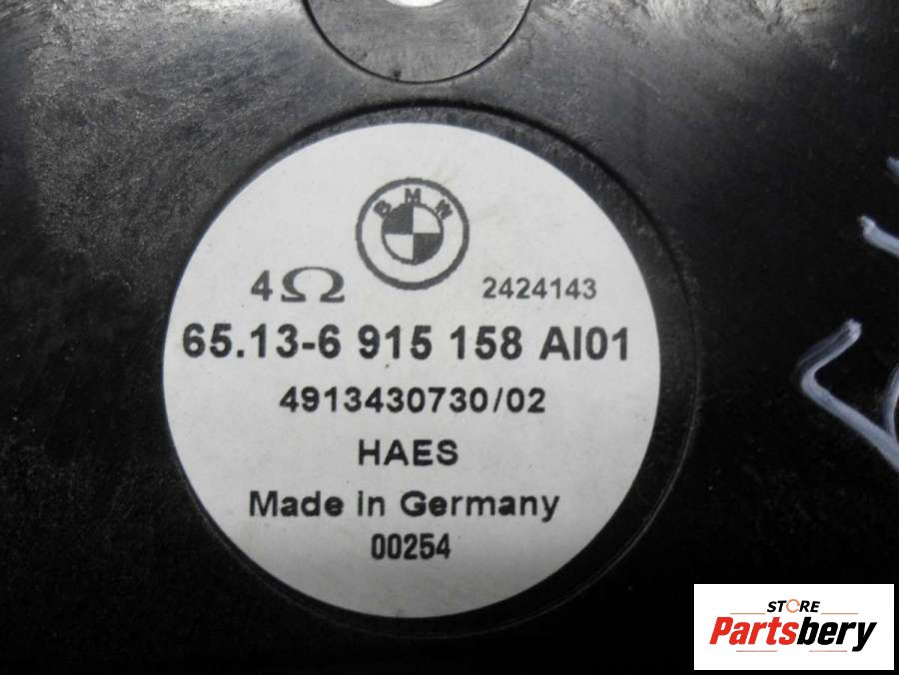 BMW
4Ω 2424143
65.13-6 915 158 AI01
4913430730/02
HAES
Made in Germany
00254
STORE
Partsbery